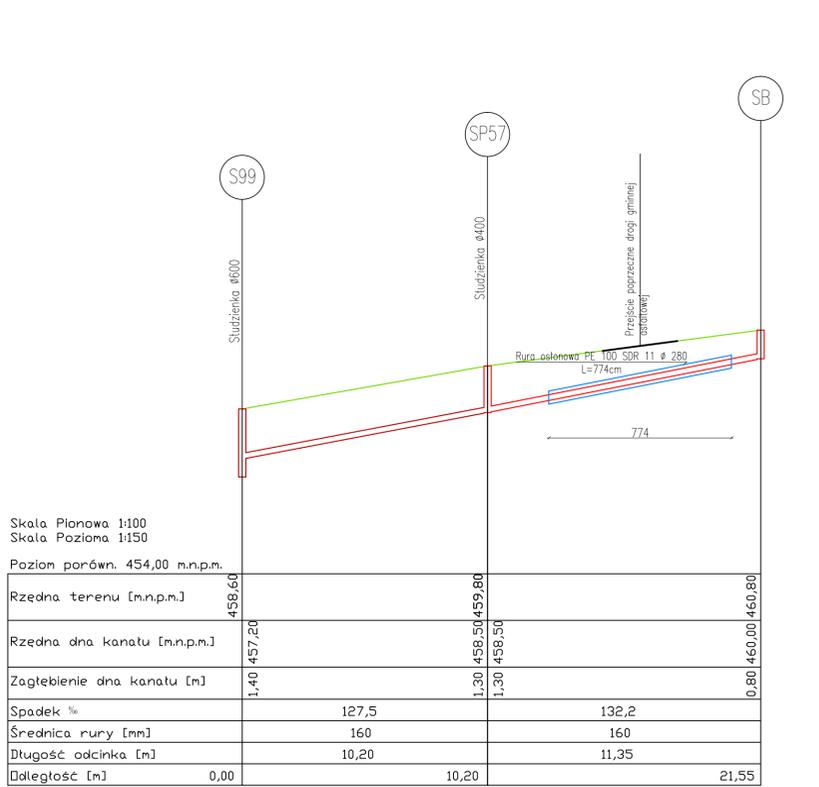 SB
SP57
S99
Studzienka ø600
Studzienka ø400
Przejście poprzeczne drogi gminnej
asfaltowej
Rura osłonowa PE 100 SDR 11 ø 280
L=774cm
774
Skala Pionowa 1:100
Skala Pozioma 1:150
Poziom porówn. 454,00 m.n.p.m.
Rzędna terenu [m.n.p.m.] 458,60 459,80 460,80
Rzędna dna kanału [m.n.p.m.] 457,20 458,50 458,50 460,00
Zagłębienie dna kanału [m] 1,40 1,30 1,30 0,80
Spadek ‰ 127,5 132,2
Średnica rury [mm] 160 160
Długość odcinka [m] 10,20 11,35
Odległość [m] 0,00 10,20 21,55